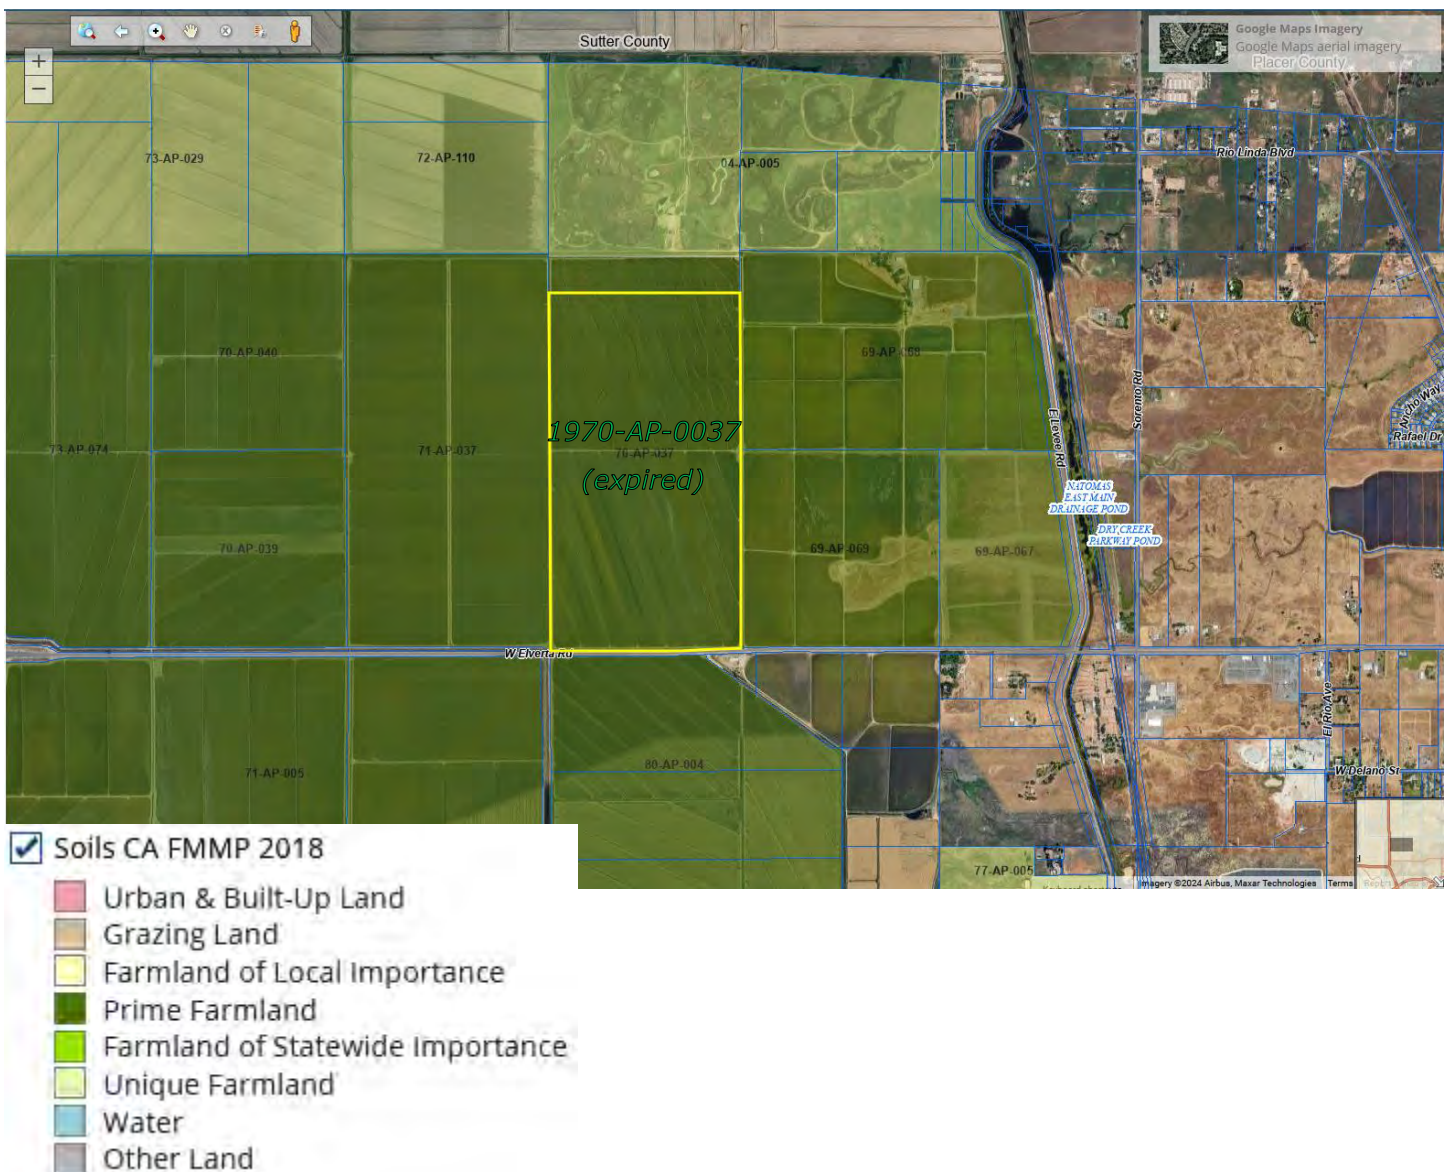 Sutter County
Google Maps Imagery
Google Maps aerial imagery
Placer County
+
−
73-AP-029
72-AP-110
04-AP-005
Rio Linda Blvd
70-AP-040
69-AP-068
Sorento Rd
Ancho Way
Rafael Dr
E Levee Rd
1970-AP-0037
73-AP-074
71-AP-037
70-AP-037
(expired)
NATOMAS
EAST MAIN
DRAINAGE POND
DRY CREEK
PARKWAY POND
70-AP-039
69-AP-069
69-AP-067
W Elverta Rd
El Rio Ave
71-AP-005
80-AP-004
W Delano St
77-AP-005
Imagery ©2024 Airbus, Maxar Technologies
Terms
Soils CA FMMP 2018
Urban & Built-Up Land
Grazing Land
Farmland of Local Importance
Prime Farmland
Farmland of Statewide Importance
Unique Farmland
Water
Other Land